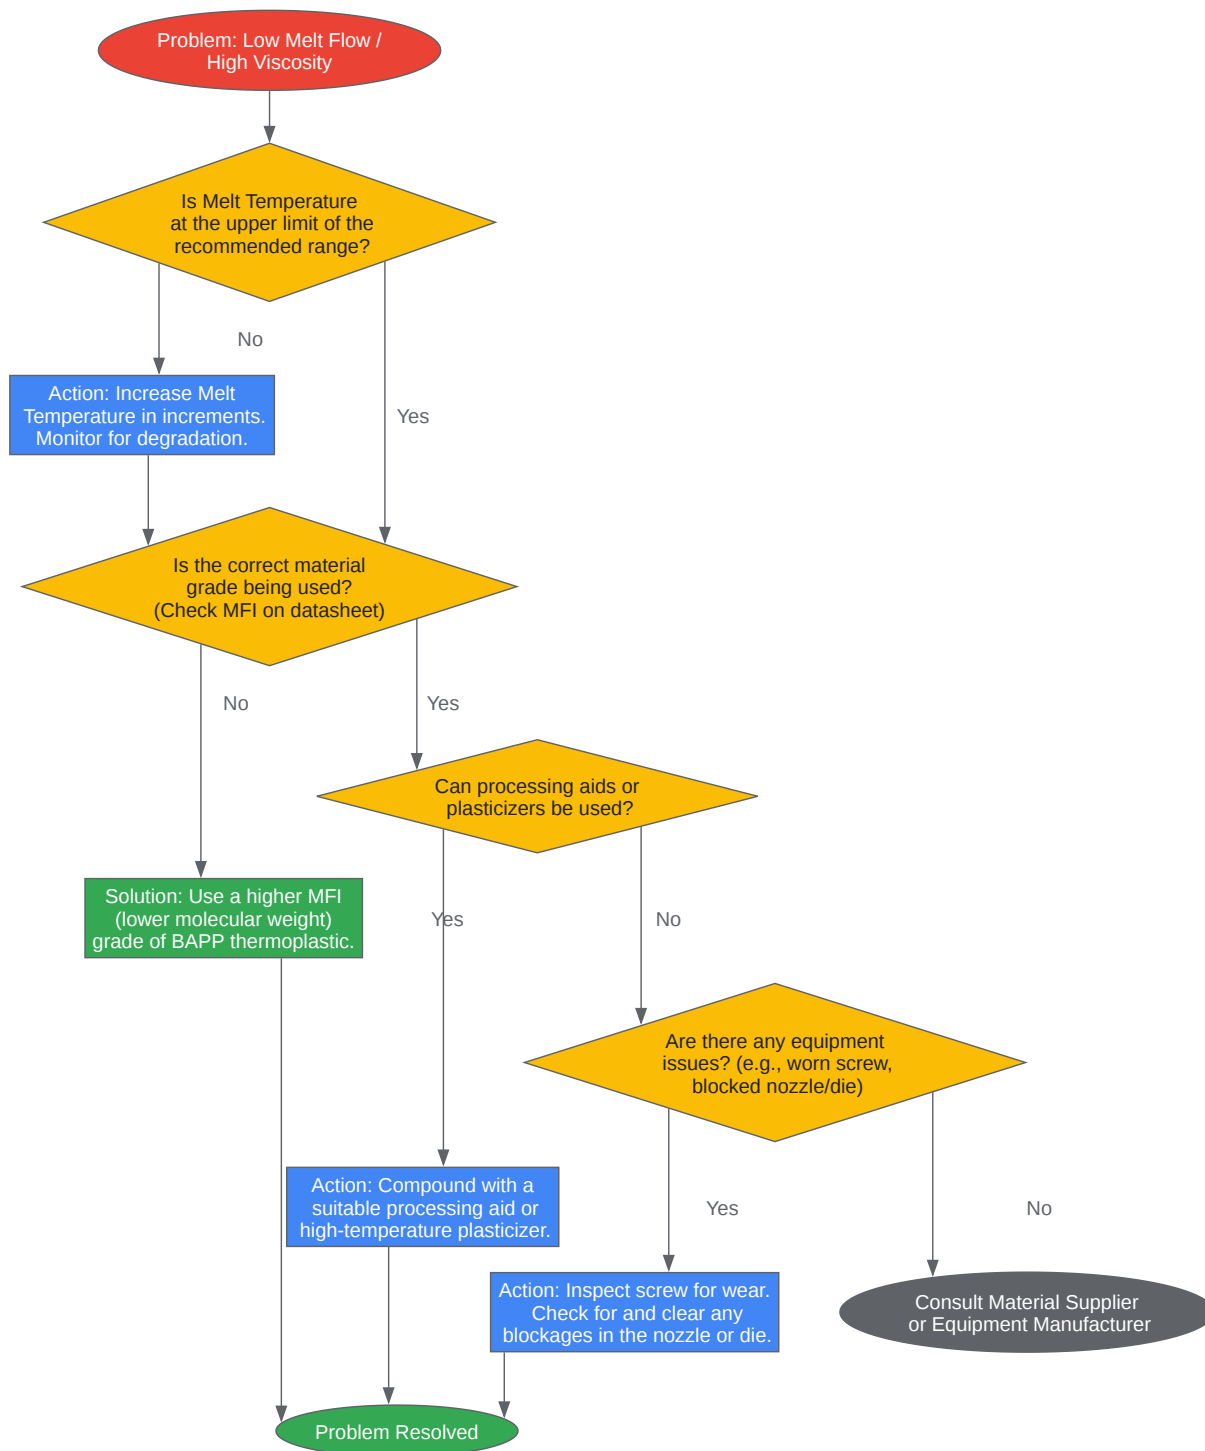 Problem: Low Melt Flow /
High Viscosity
Is Melt Temperature
at the upper limit of the
recommended range?
No
Action: Increase Melt
Temperature in increments.
Monitor for degradation.
Yes
Is the correct material
grade being used?
(Check MFI on datasheet)
No
Yes
Can processing aids or
plasticizers be used?
Solution: Use a higher MFI
(lower molecular weight)
grade of BAPP thermoplastic.
Yes
No
Are there any equipment
issues? (e.g., worn screw,
blocked nozzle/die)
Action: Compound with a
suitable processing aid or
high-temperature plasticizer.
Yes
No
Action: Inspect screw for wear.
Check for and clear any
blockages in the nozzle or die.
Consult Material Supplier
or Equipment Manufacturer
Problem Resolved